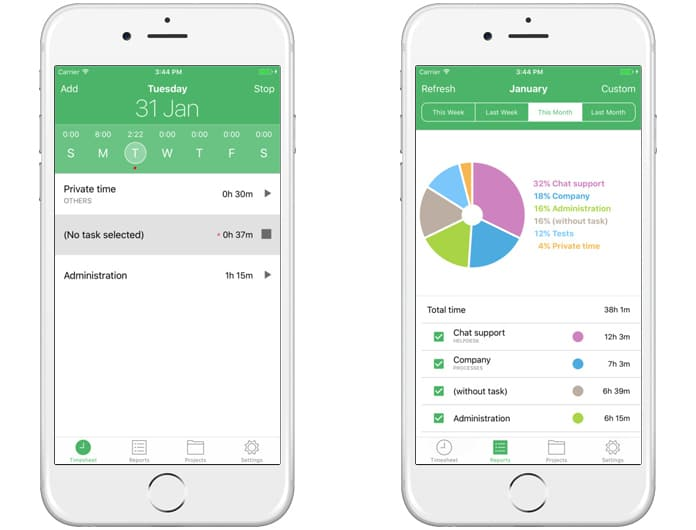 Carrier 3:44 PM
Add Tuesday Stop
31 Jan
0:00 6:00 2:22 0:00 0:00 0:00 0:00
S M T W T F S
Private time 0h 30m
OTHERS
(No task selected) 0h 37m
Administration 1h 15m
Timesheet Reports Projects Settings
Carrier 3:44 PM
Refresh January Custom
This Week Last Week This Month Last Month
32% Chat support
18% Company
16% Administration
16% (without task)
12% Tests
4% Private time
Total time 38h 1m
Chat support 12h 3m
HELPDESK
Company 7h 3m
PROCESSES
(without task) 6h 39m
Administration 6h 15m
Timesheet Reports Projects Settings